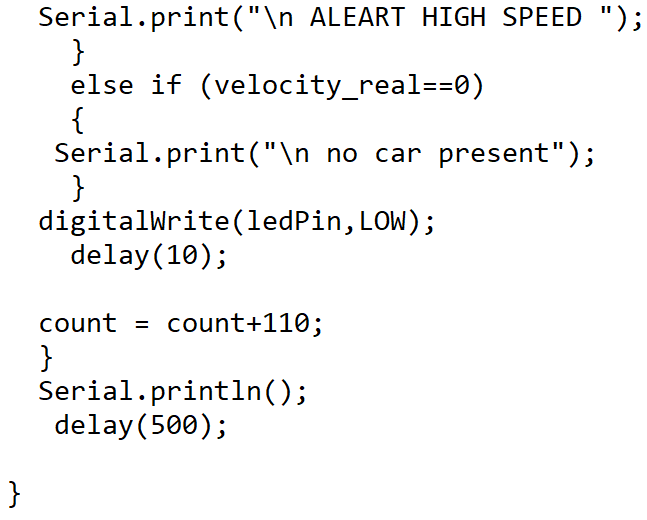 Serial.print("\n ALEART HIGH SPEED ");
}
else if (velocity_real==0)
{
Serial.print("\n no car present");
}
digitalWrite(ledPin,LOW);
delay(10);
count = count+110;
}
Serial.println();
delay(500);
}